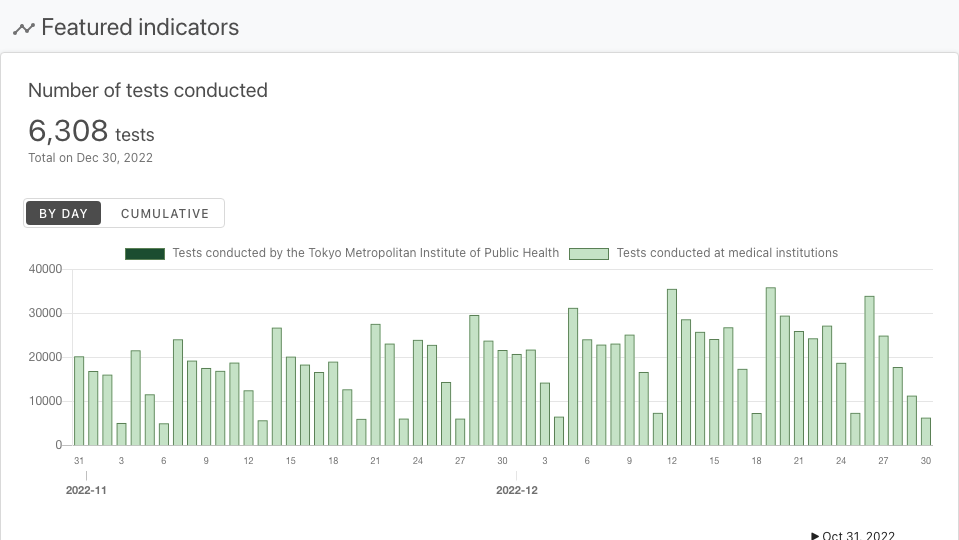 Featured indicators
Number of tests conducted
6,308 tests
Total on Dec 30, 2022
BY DAY CUMULATIVE
Tests conducted by the Tokyo Metropolitan Institute of Public Health Tests conducted at medical institutions
40000
30000
20000
10000
0
31 3 6 9 12 15 18 21 24 27 30 3 6 9 12 15 18 21 24 27 30
2022-11 2022-12
▶ Oct 31, 2022